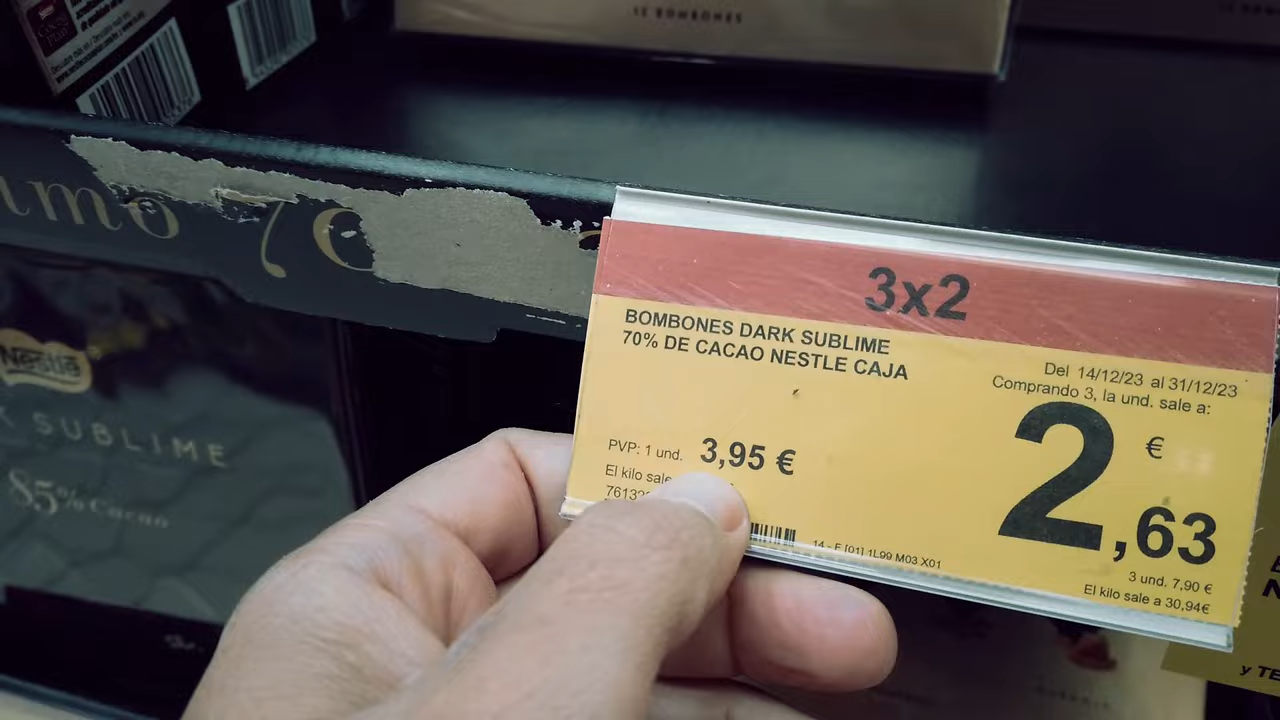 12 BOMBONES
Nestlé
SUBLIME
85% Cacao
3x2
BOMBONES DARK SUBLIME
70% DE CACAO NESTLE CAJA
Del 14/12/23 al 31/12/23
Comprando 3, la und. sale a:
2,63 €
PVP: 1 und. 3,95 €
El kilo sale
7613
14 - F [01] 1L99 M03 X01
3 und. 7,90 €
El kilo sale a 30,94€
y TE